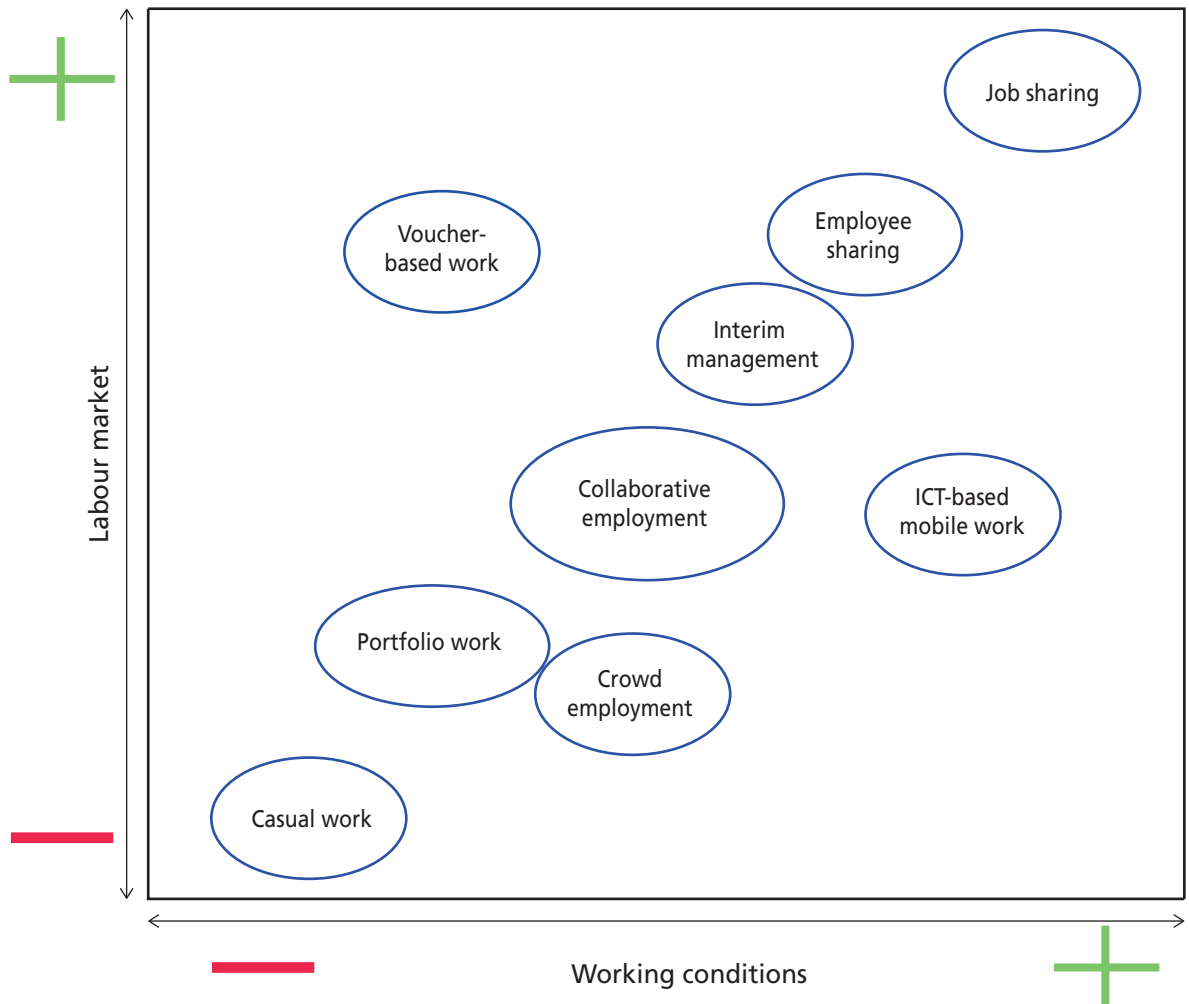 Job sharing
Employee
sharing
Voucher-
based work
Interim
management
Labour market
Collaborative
employment
ICT-based
mobile work
Portfolio work
Crowd
employment
Casual work
Working conditions